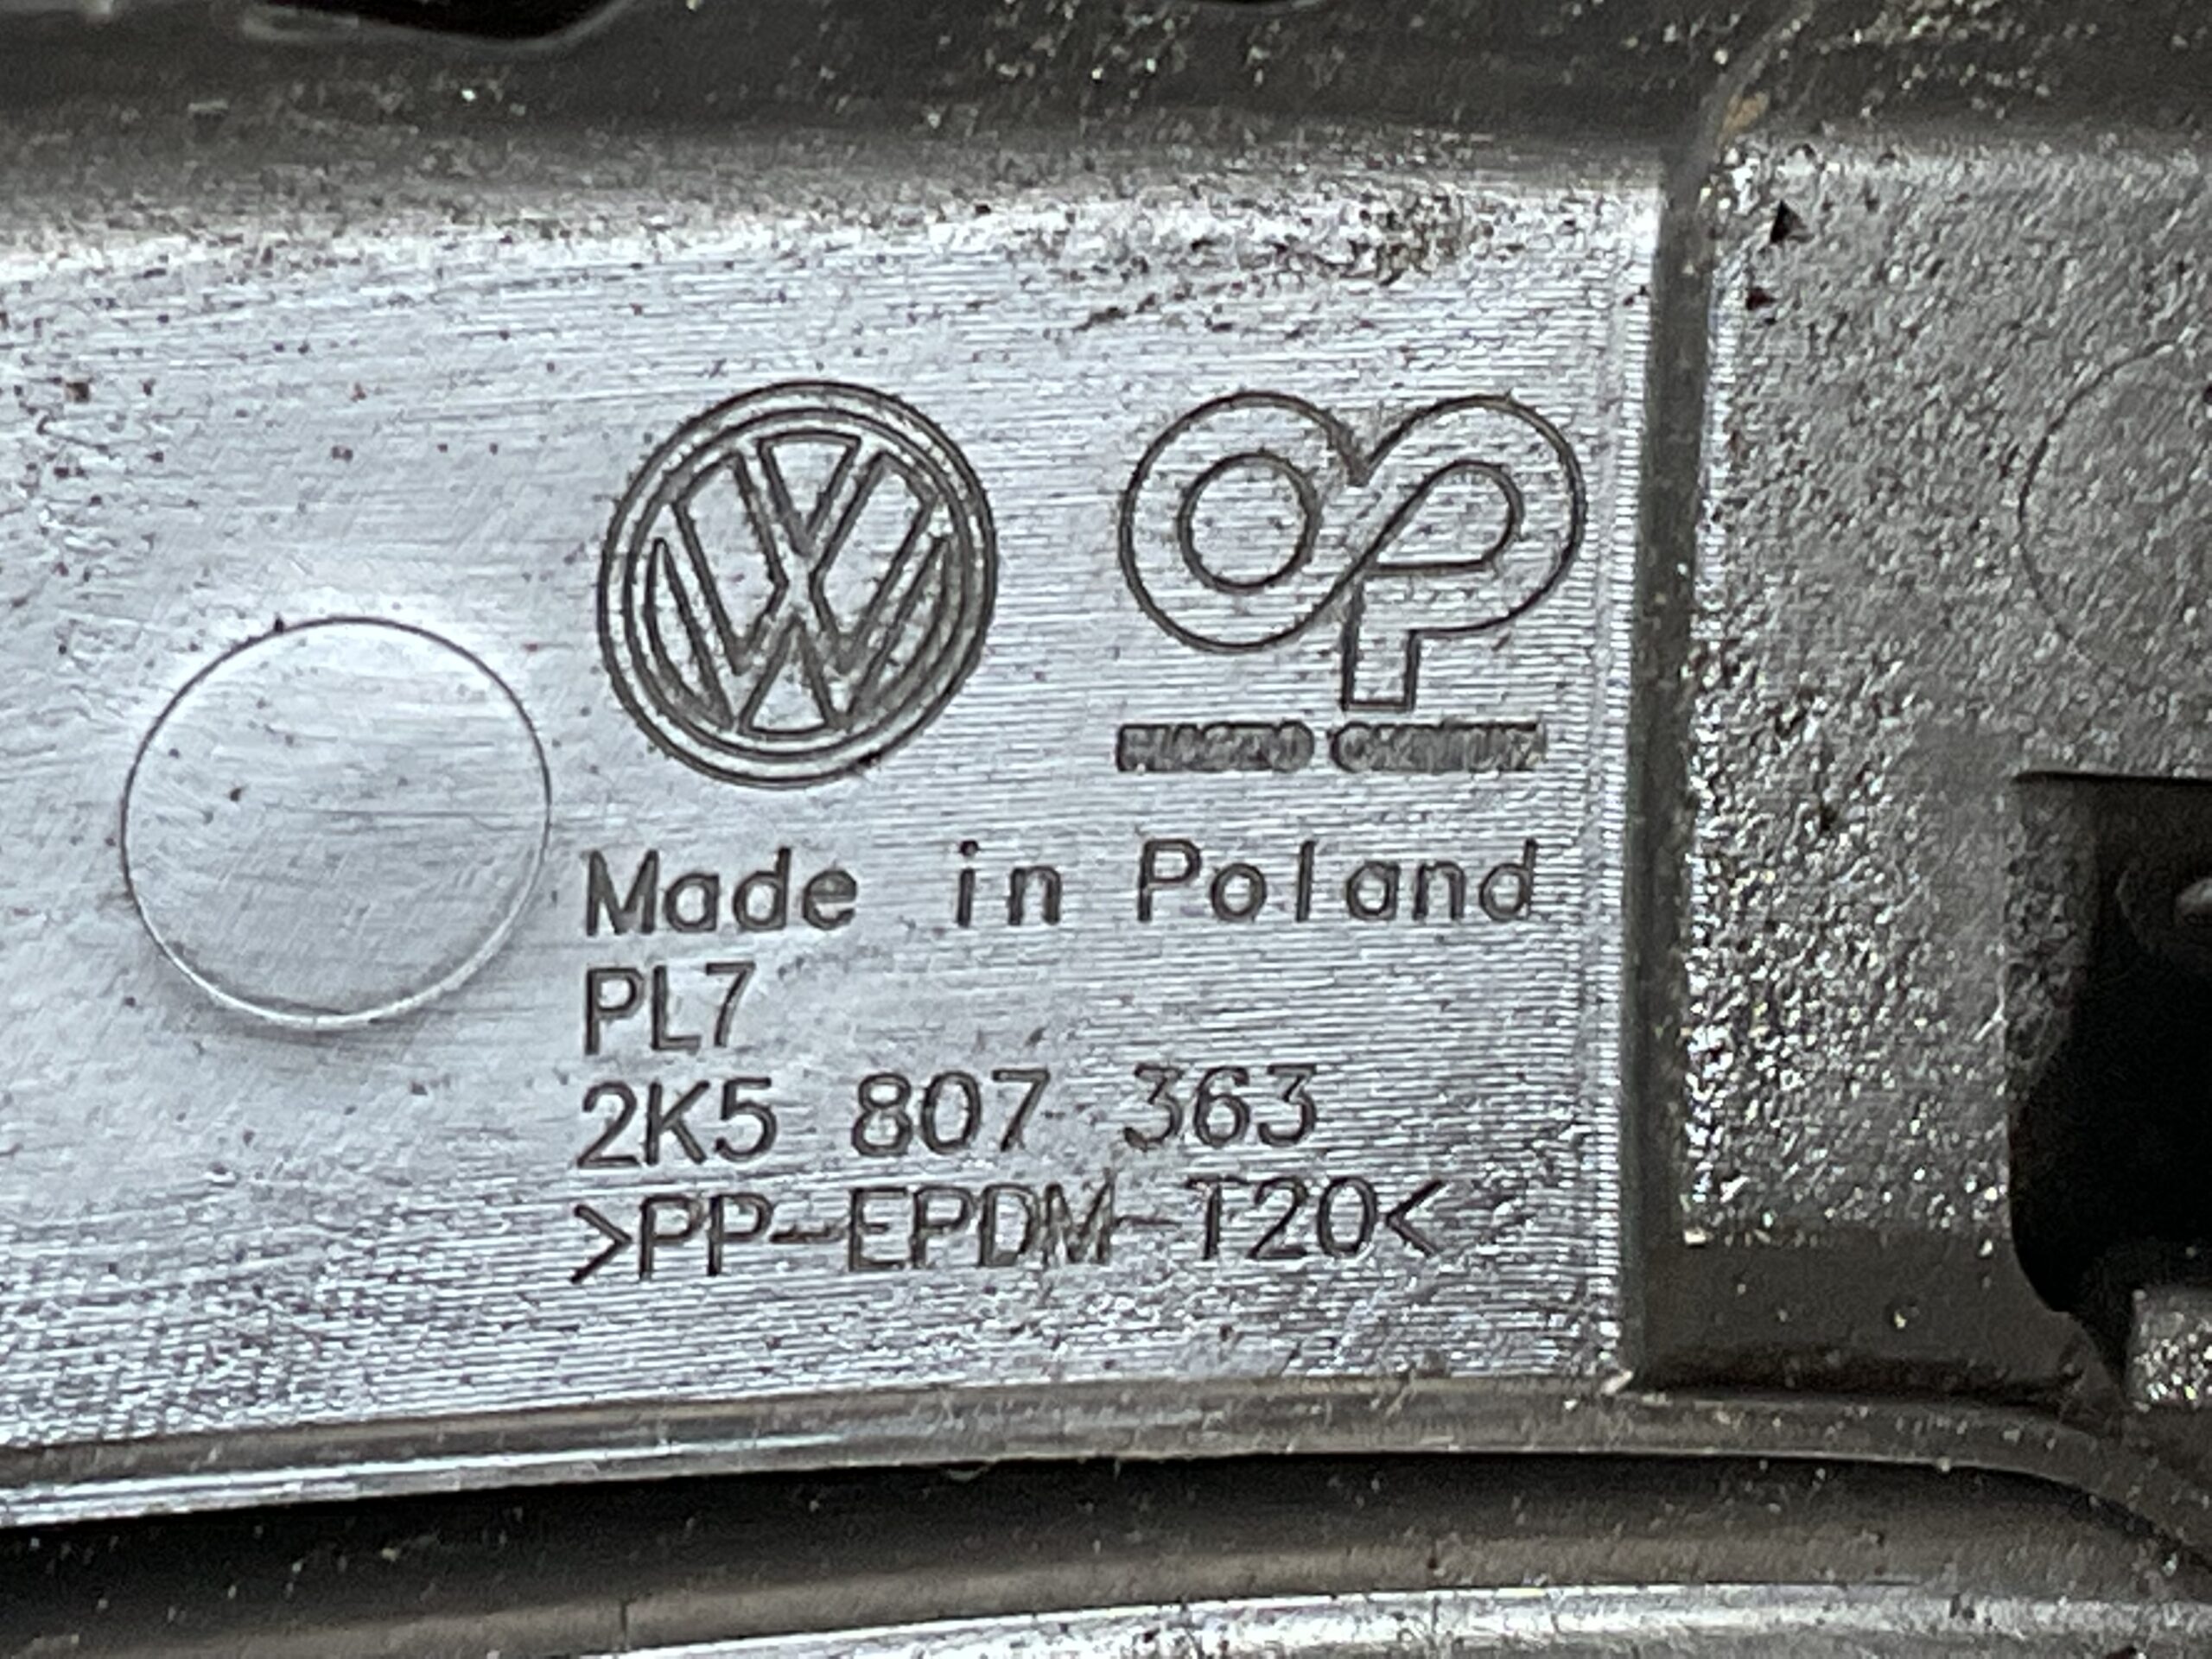 Made in Poland
PL7
2K5 807 363
>PP-EPDM-T20<